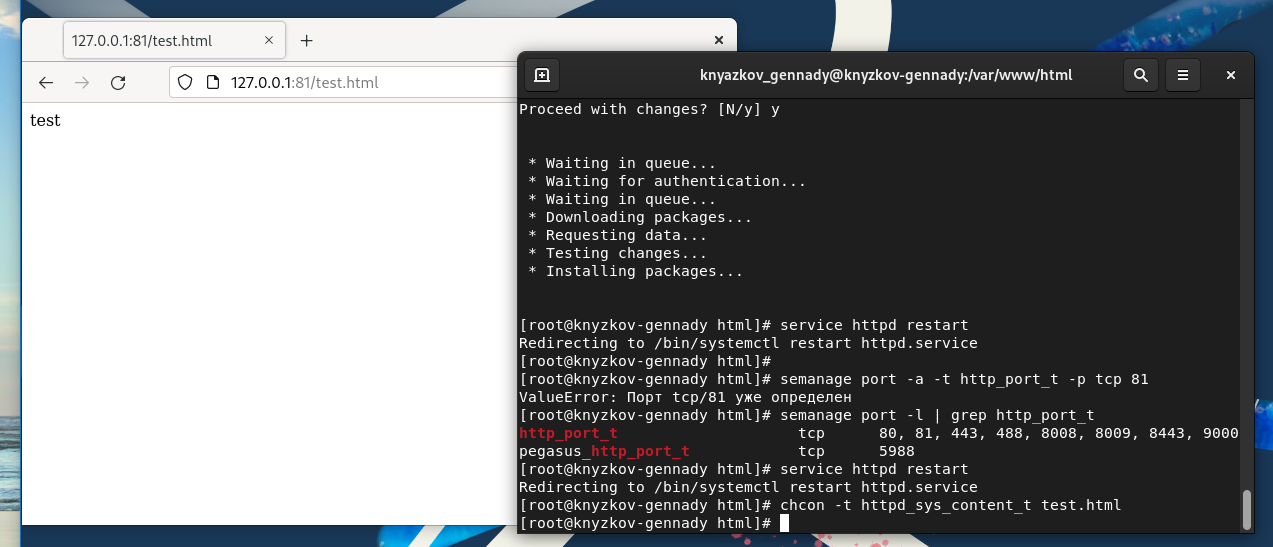 127.0.0.1:81/test.html
127.0.0.1:81/test.html
test
knyazkov_gennady@knyzkov-gennady:/var/www/html
Proceed with changes? [N/y] y
* Waiting in queue...
* Waiting for authentication...
* Waiting in queue...
* Downloading packages...
* Requesting data...
* Testing changes...
* Installing packages...
[root@knyzkov-gennady html]# service httpd restart
Redirecting to /bin/systemctl restart httpd.service
[root@knyzkov-gennady html]#
[root@knyzkov-gennady html]# semanage port -a -t http_port_t -p tcp 81
ValueError: Порт tcp/81 уже определен
[root@knyzkov-gennady html]# semanage port -l | grep http_port_t
http_port_t                    tcp      80, 81, 443, 488, 8008, 8009, 8443, 9000
pegasus_http_port_t            tcp      5988
[root@knyzkov-gennady html]# service httpd restart
Redirecting to /bin/systemctl restart httpd.service
[root@knyzkov-gennady html]# chcon -t httpd_sys_content_t test.html
[root@knyzkov-gennady html]#